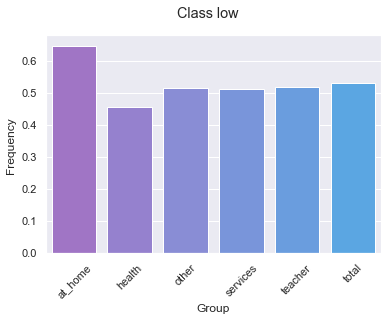 Class low
Frequency
0.6
0.5
0.4
0.3
0.2
0.1
0.0
at_home
health
other
services
teacher
total
Group